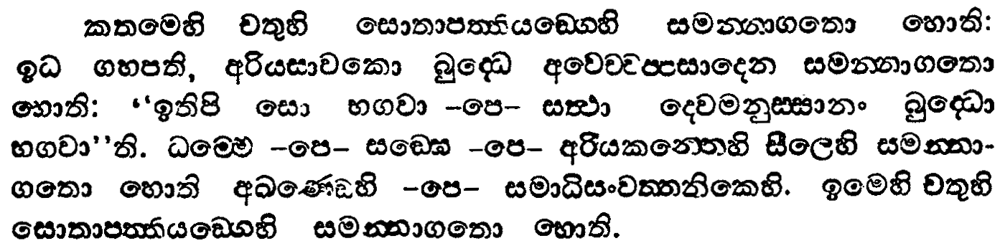 කතමෙහි චතුහි සොතාපත්තියඞ්ගෙහි සමන්නාගතො හොති:
ඉධ ගහපති, අරියසාවකො බුද්ධෙ අවෙච්චප්පසාදෙන සමන්නාගතො
හොති: “ඉතිපි සො භගවා –පෙ– සත්ථා දෙවමනුස්සානං බුද්ධො
භගවා”ති. ධම්මෙ –පෙ– සඞ්ඝෙ –පෙ– අරියකන්තෙහි සීලෙහි සමන්නා-
ගතො හොති අඛණ්ඩෙහි –පෙ– සමාධිසංවත්තනිකෙහි. ඉමෙහි චතුහි
සොතාපත්තියඞ්ගෙහි සමන්නාගතො හොති.